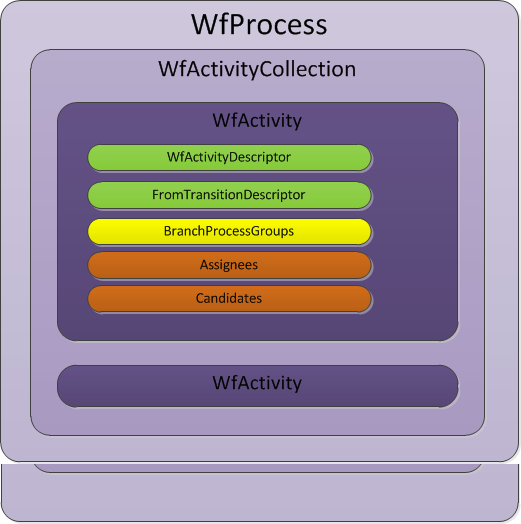 WfProcess
WfActivityCollection
WfActivity
WfActivityDescriptor
FromTransitionDescriptor
BranchProcessGroups
Assignees
Candidates
WfActivity